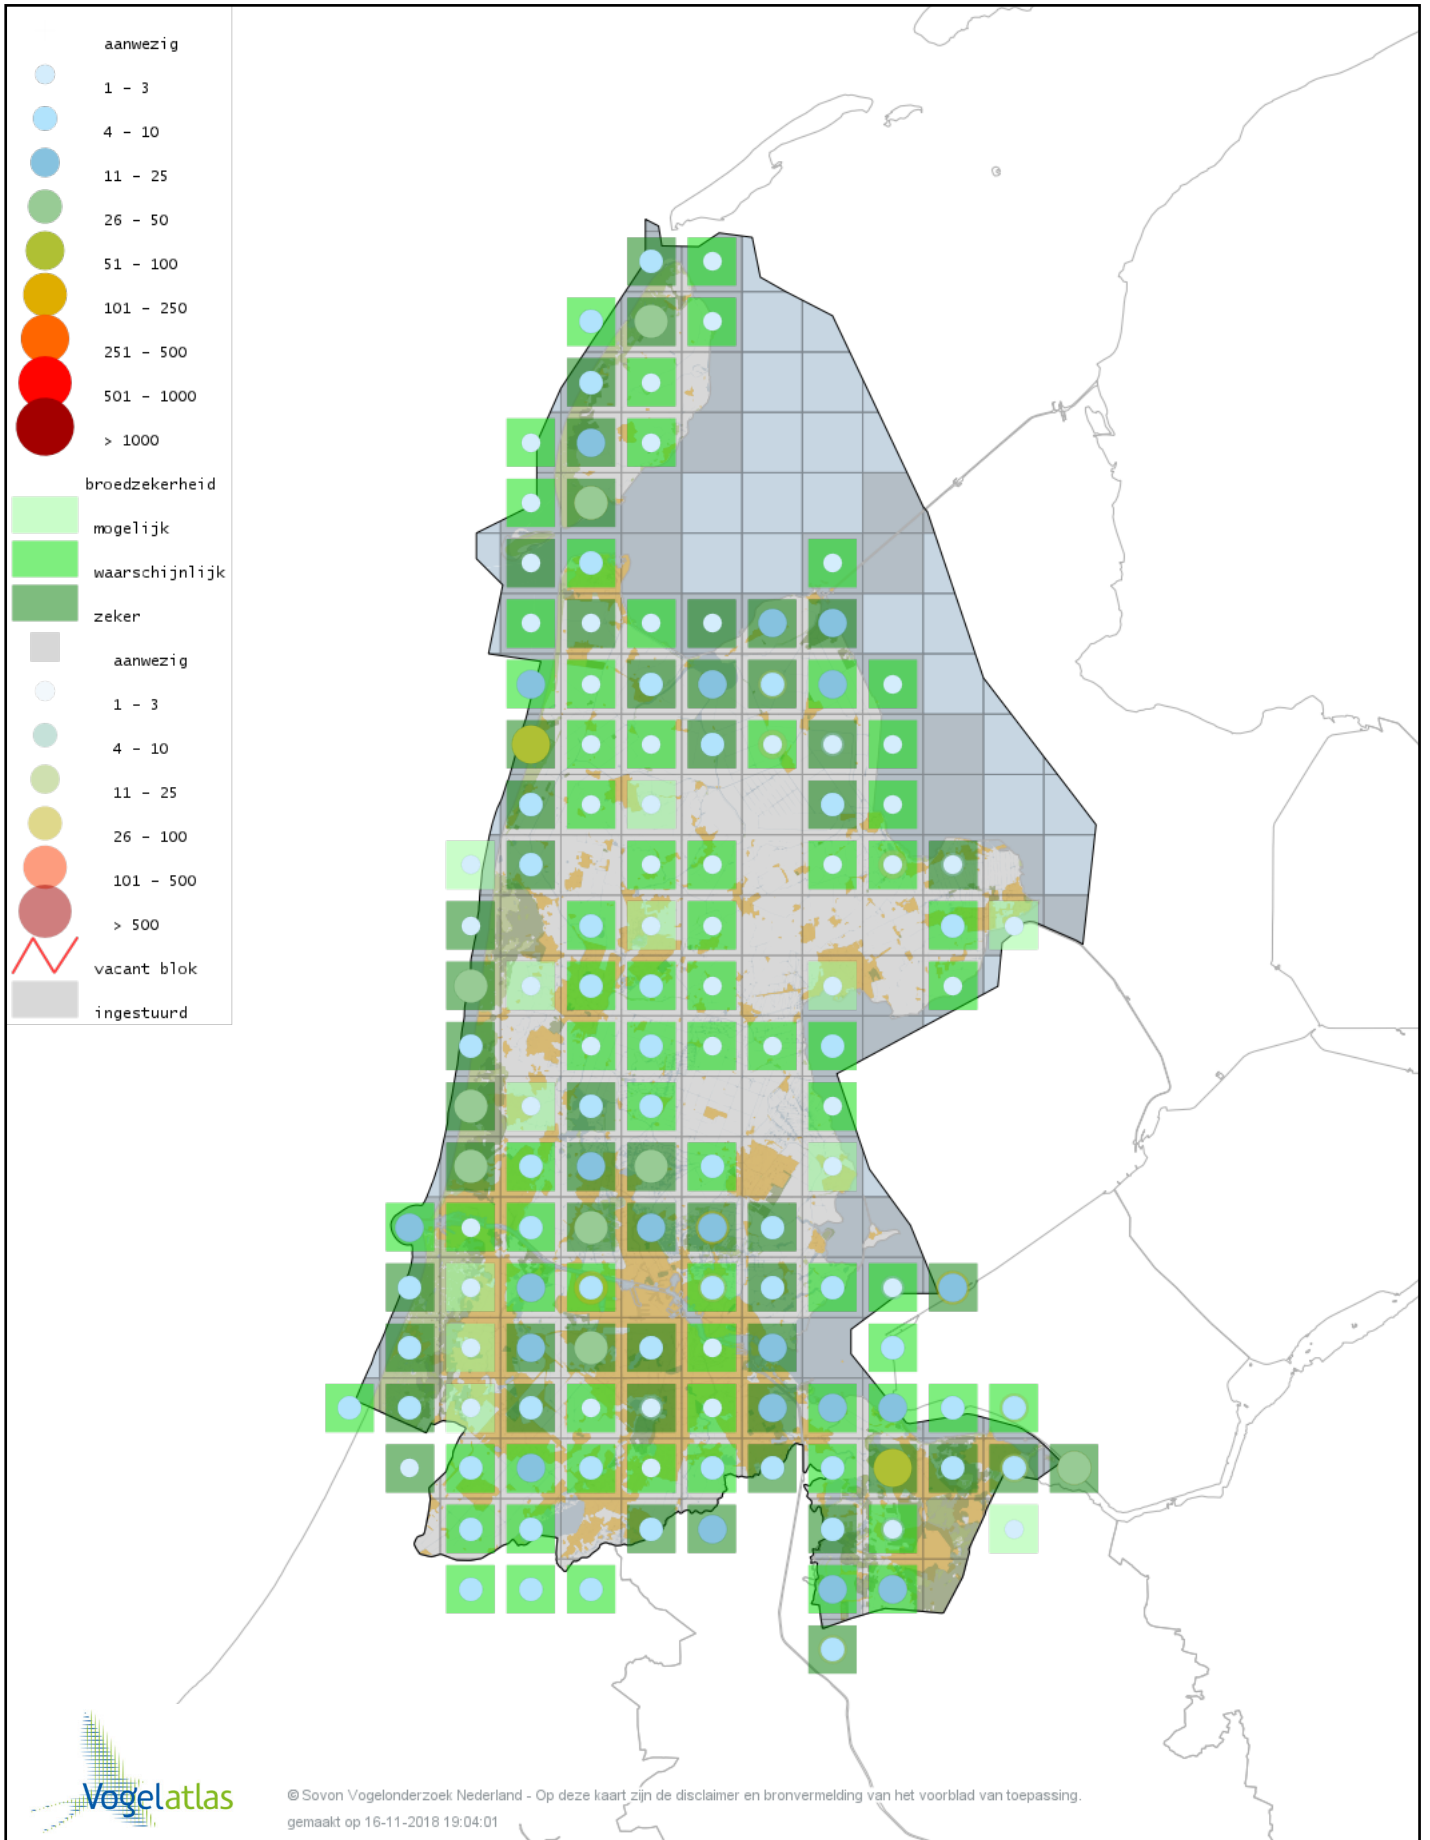 aanwezig
1 - 3
4 - 10
11 - 25
26 - 50
51 - 100
101 - 250
251 - 500
501 - 1000
> 1000
broedzekerheid
mogelijk
waarschijnlijk
zeker
aanwezig
1 - 3
4 - 10
11 - 25
26 - 100
101 - 500
> 500
vacant blok
ingestuurd
Vogelatlas
© Sovon Vogelonderzoek Nederland - Op deze kaart zijn de disclaimer en bronvermelding van het voorblad van toepassing.
gemaakt op 16-11-2018 19:04:01